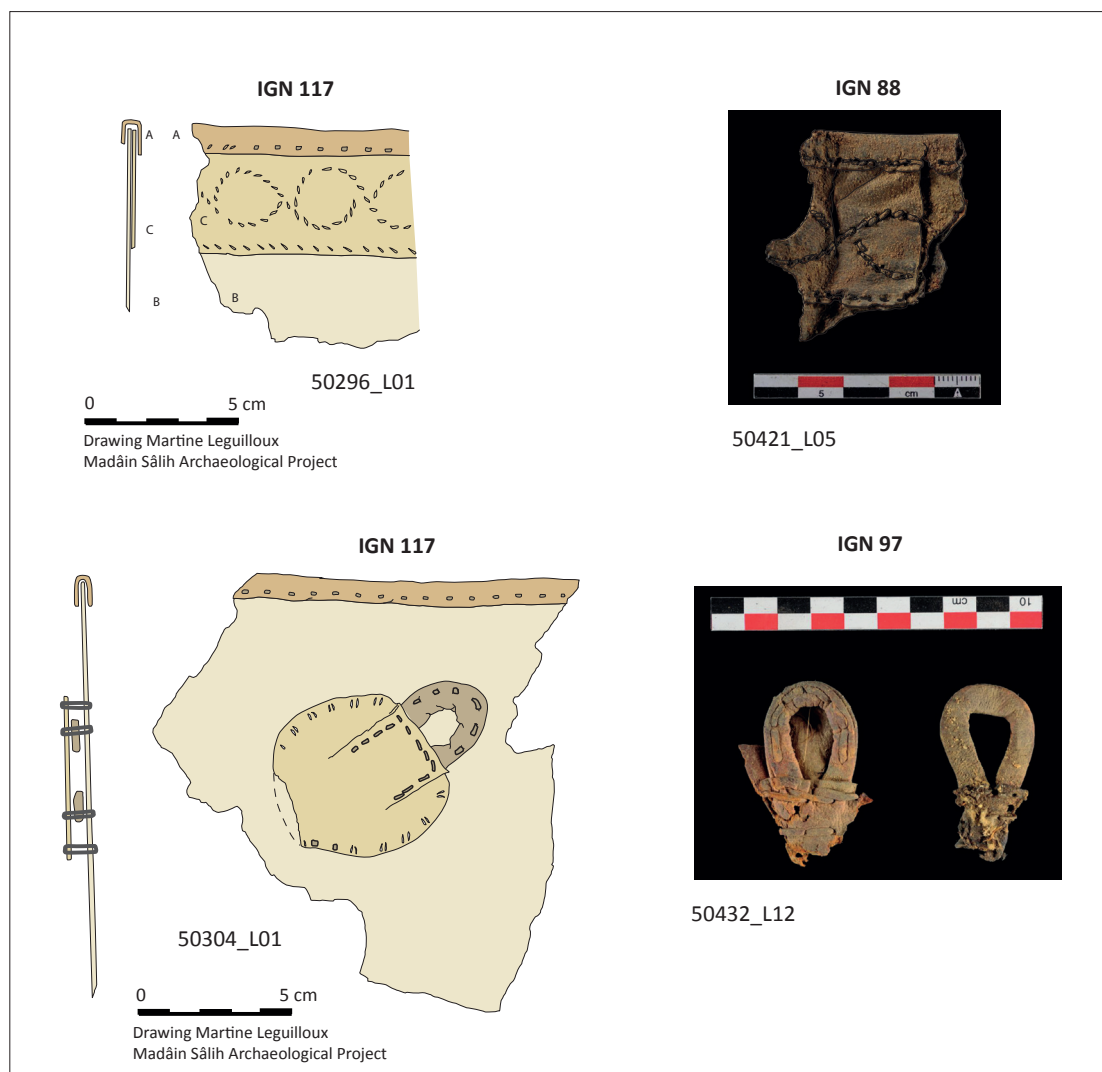 IGN 117
A A
C C
B B
50296_L01
0 5 cm
Drawing Martine Leguilloux
Madâin Sâlih Archaeological Project
IGN 88
5 cm A
50421_L05
IGN 117
50304_L01
0 5 cm
Drawing Martine Leguilloux
Madâin Sâlih Archaeological Project
IGN 97
cm 10
50432_L12